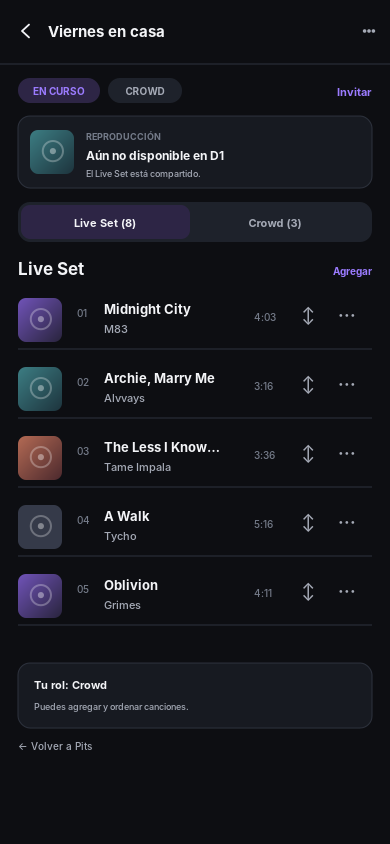 Viernes en casa
EN CURSO
CROWD
Invitar
REPRODUCCIÓN
Aún no disponible en D1
El Live Set está compartido.
Live Set (8)
Crowd (3)
Live Set
Agregar
01
Midnight City
M83
4:03
02
Archie, Marry Me
Alvvays
3:16
03
The Less I Know…
Tame Impala
3:36
04
A Walk
Tycho
5:16
05
Oblivion
Grimes
4:11
Tu rol: Crowd
Puedes agregar y ordenar canciones.
← Volver a Pits